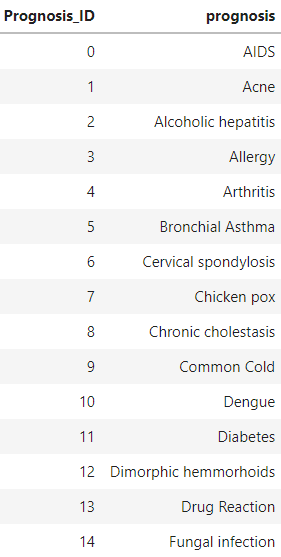 Prognosis_ID prognosis
0 AIDS
1 Acne
2 Alcoholic hepatitis
3 Allergy
4 Arthritis
5 Bronchial Asthma
6 Cervical spondylosis
7 Chicken pox
8 Chronic cholestasis
9 Common Cold
10 Dengue
11 Diabetes
12 Dimorphic hemmorhoids
13 Drug Reaction
14 Fungal infection